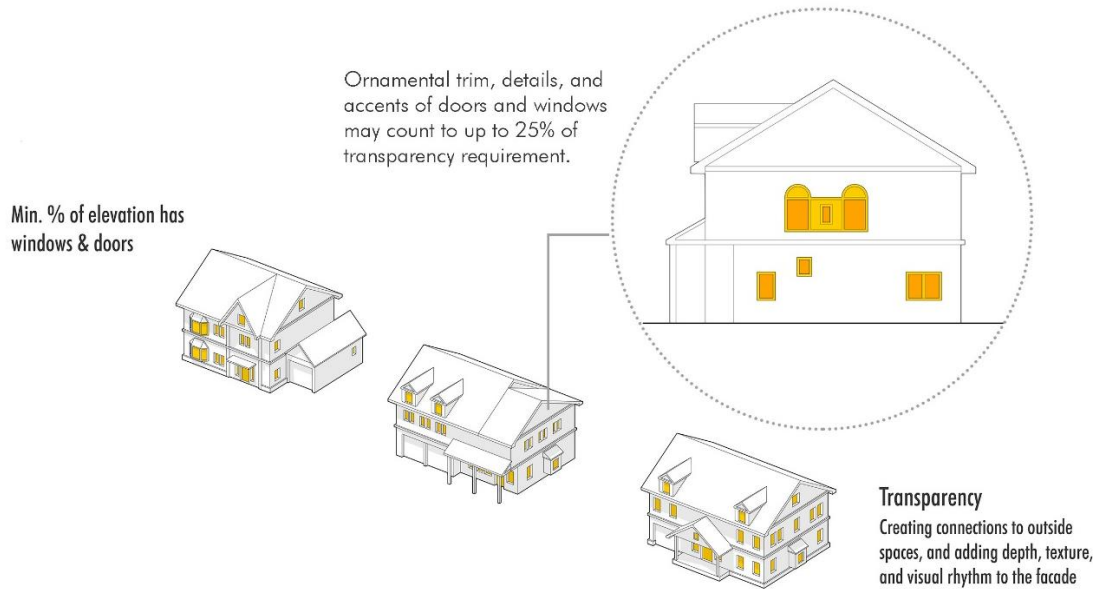 Ornamental trim, details, and
accents of doors and windows
may count to up to 25% of
transparency requirement.
Min. % of elevation has
windows & doors
Transparency
Creating connections to outside
spaces, and adding depth, texture,
and visual rhythm to the facade